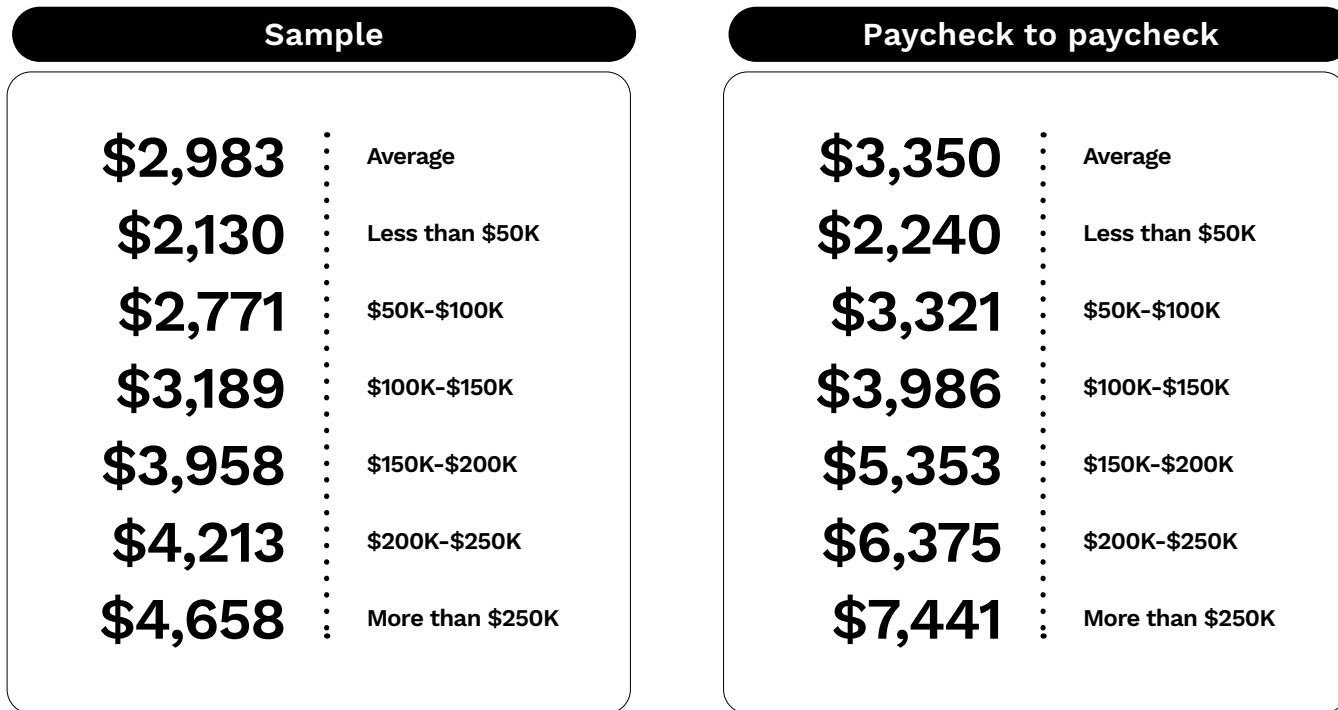 Sample
$2,983 Average
$2,130 Less than $50K
$2,771 $50K-$100K
$3,189 $100K-$150K
$3,958 $150K-$200K
$4,213 $200K-$250K
$4,658 More than $250K
Paycheck to paycheck
$3,350 Average
$2,240 Less than $50K
$3,321 $50K-$100K
$3,986 $100K-$150K
$5,353 $150K-$200K
$6,375 $200K-$250K
$7,441 More than $250K